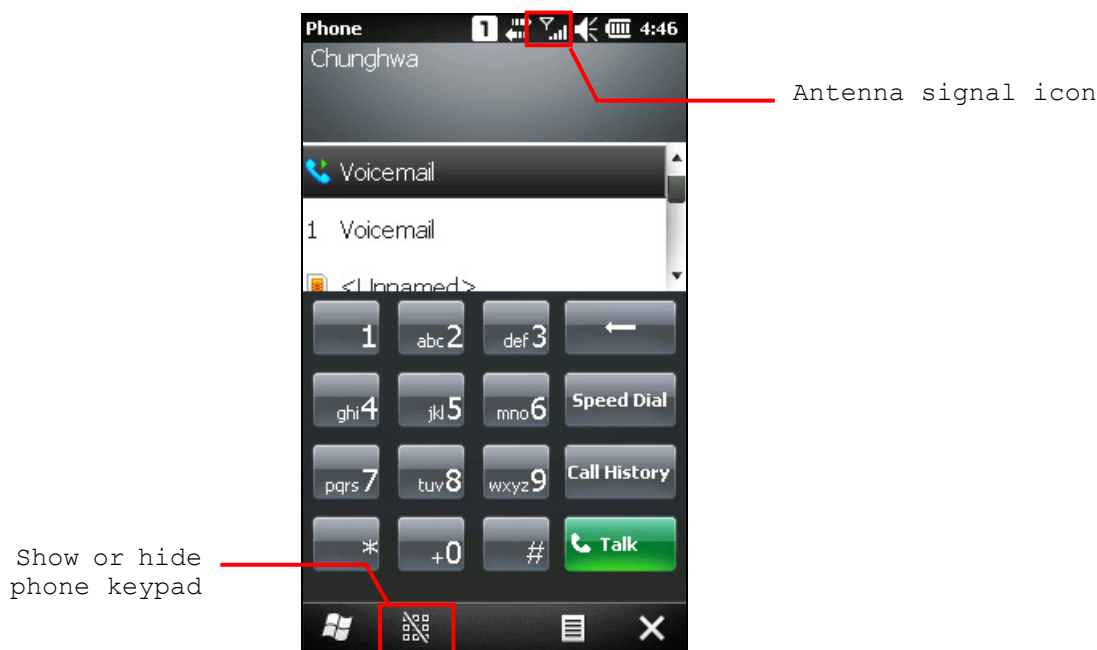 Phone 1 4:46
Chunghwa
Antenna signal icon
Voicemail
1 Voicemail
<Unnamed>
1 abc2 def3
ghi4 jkl5 mno6 Speed Dial
pqrs7 tuv8 wxyz9 Call History
* +0 # Talk
Show or hide
phone keypad